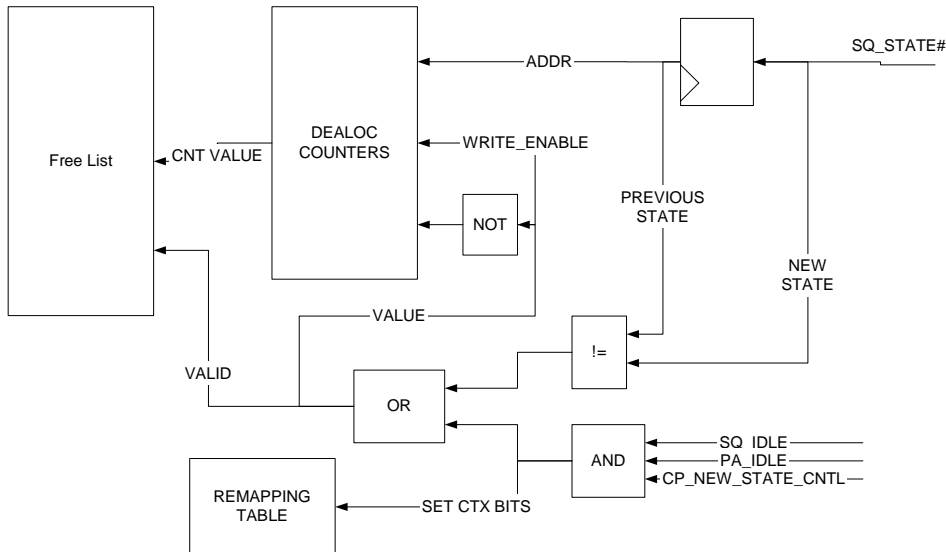 SQ_STATE#
ADDR
WRITE_ENABLE
DEALOC
COUNTERS
CNT VALUE
Free List
NOT
PREVIOUS
STATE
NEW
STATE
VALUE
!=
VALID
OR
AND
SQ_IDLE
PA_IDLE
CP_NEW_STATE_CNTL
REMAPPING
TABLE
SET CTX BITS